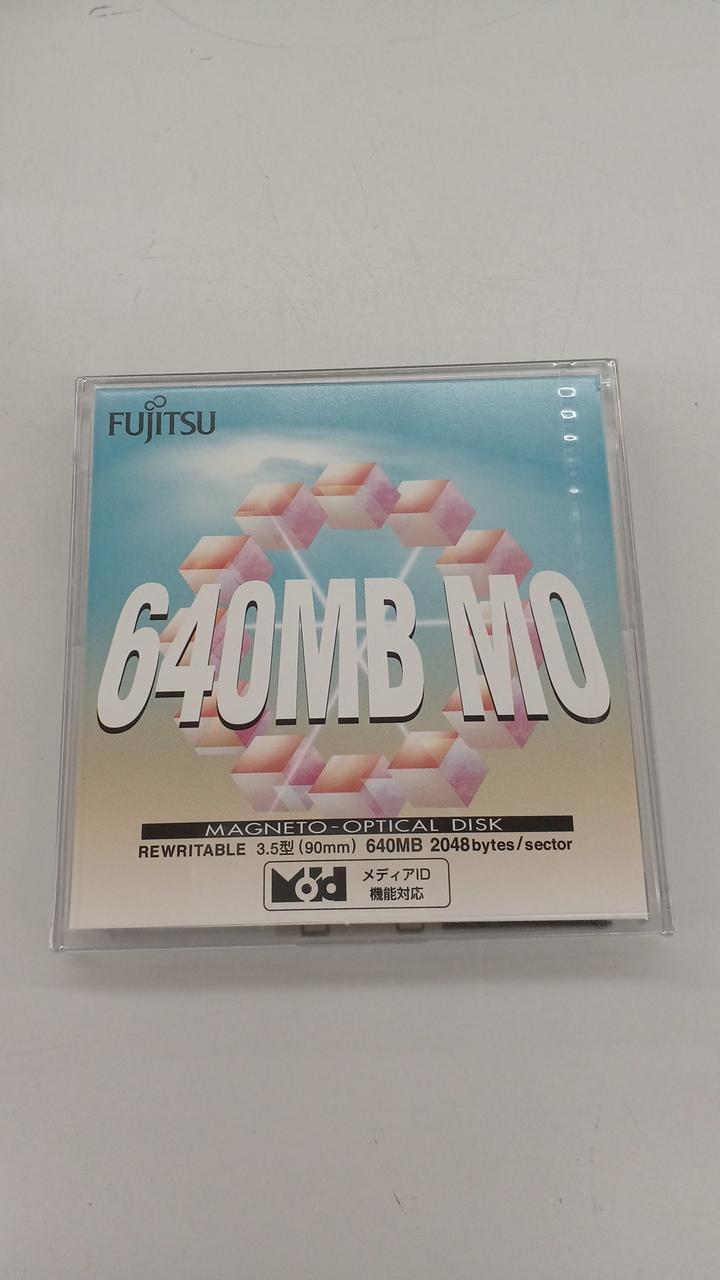 FUJITSU
640MB MO
MAGNETO-OPTICAL DISK
REWRITABLE 3.5型(90mm) 640MB 2048bytes/sector
メディアID
機能対応